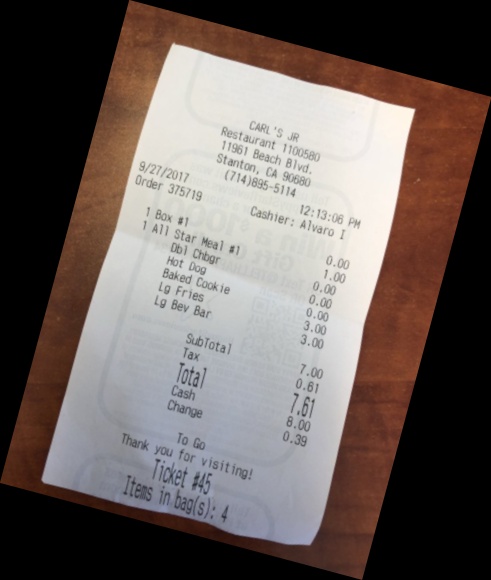 CARL'S JR
Restaurant 1100580
11961 Beach Blvd.
Stanton, CA 90680
(714)895-5114
9/27/2017 12:13:06 PM
Order 375719 Cashier: Alvaro I
1 Box #1 0.00
1 All Star Meal #1 1.00
Dbl Chbgr 0.00
Hot Dog 0.00
Baked Cookie 0.00
Lg Fries 3.00
Lg Bev Bar 3.00
SubTotal 7.00
Tax 0.61
Total 7.61
Cash 8.00
Change 0.39
To Go
Thank you for visiting!
Ticket #45
Items in bag(s): 4